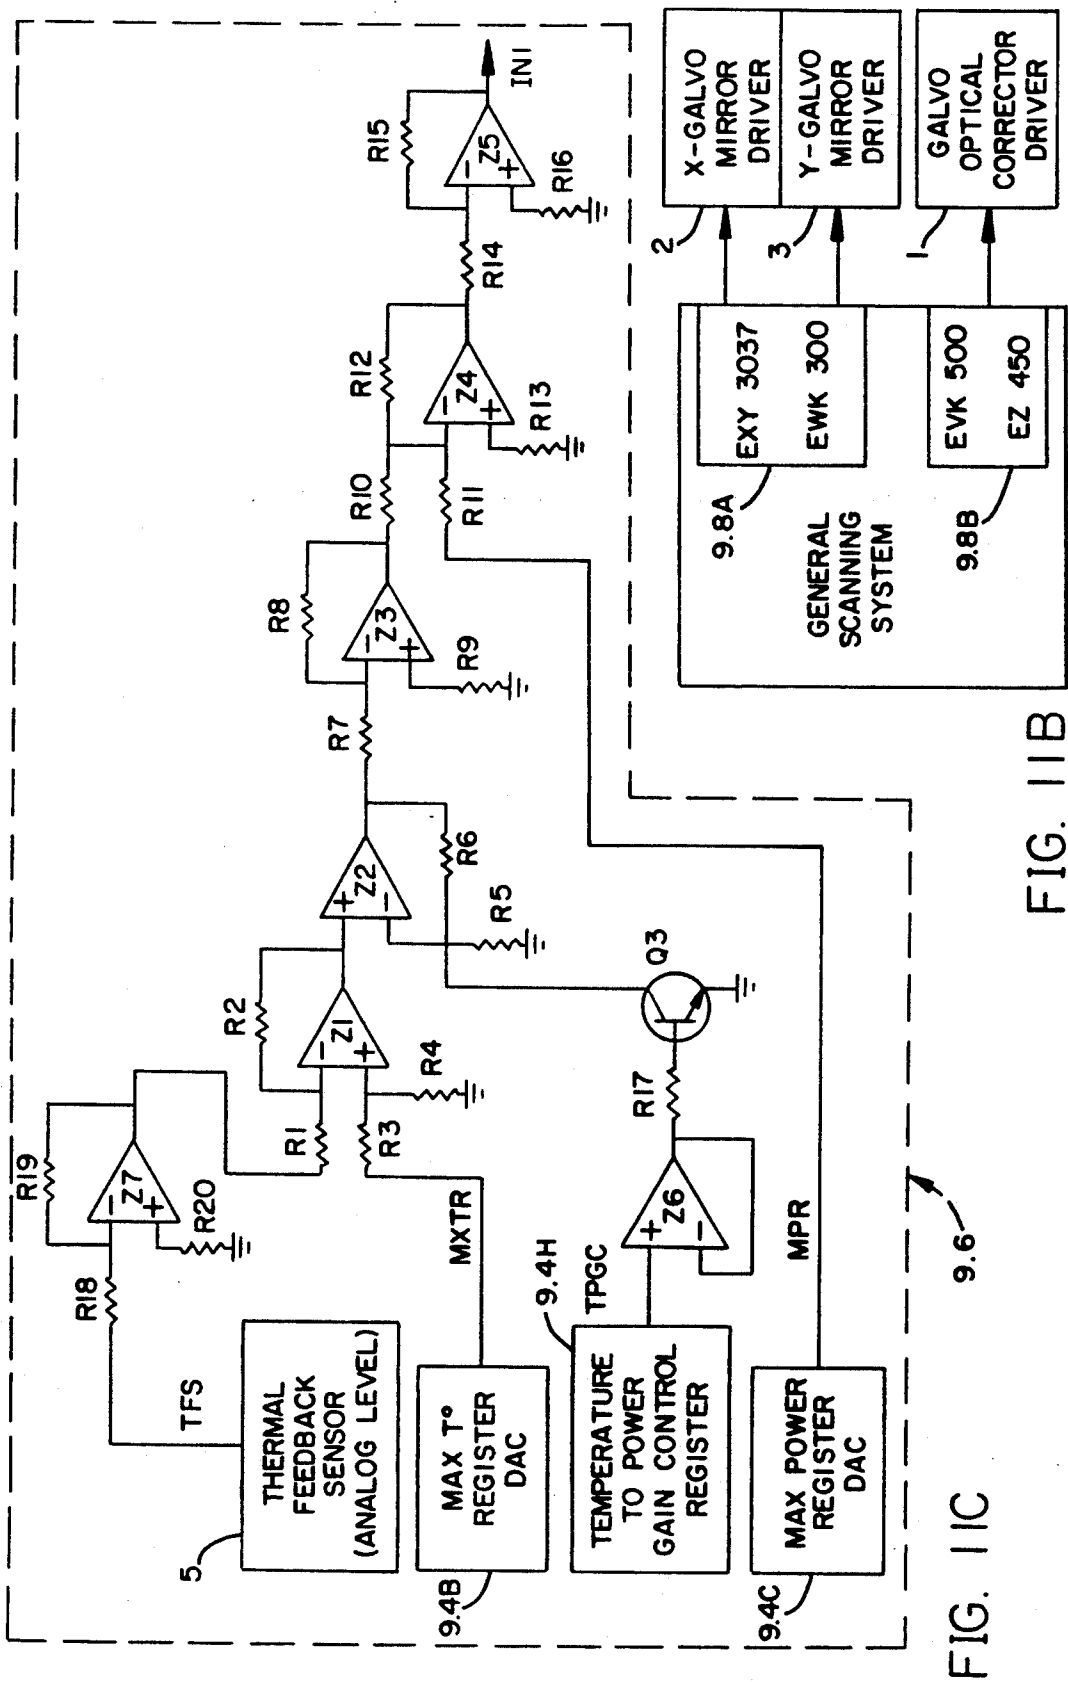 R19
Z7
−
+
R20
R18
TFS
THERMAL
FEEDBACK
SENSOR
(ANALOG LEVEL)
5
R2
R1
−
Z1
+
R3
R4
MXTR
MAX T°
REGISTER
DAC
9.4B
+
Z2
−
R5
R6
Q3
R17
+
Z6
−
TPGC
9.4H
TEMPERATURE
TO POWER
GAIN CONTROL
REGISTER
MPR
MAX POWER
REGISTER
DAC
9.4C
R7
R8
−
Z3
+
R9
R10
R11
R12
−
Z4
+
R13
R14
R15
−
Z5
+
R16
IN1
9.6
FIG. 11C
X-GALVO
MIRROR
DRIVER
2
Y-GALVO
MIRROR
DRIVER
3
GALVO
OPTICAL
CORRECTOR
DRIVER
1
EXY 3037
EWK 300
9.8A
EVK 500
EZ 450
9.8B
GENERAL
SCANNING
SYSTEM
FIG. 11B